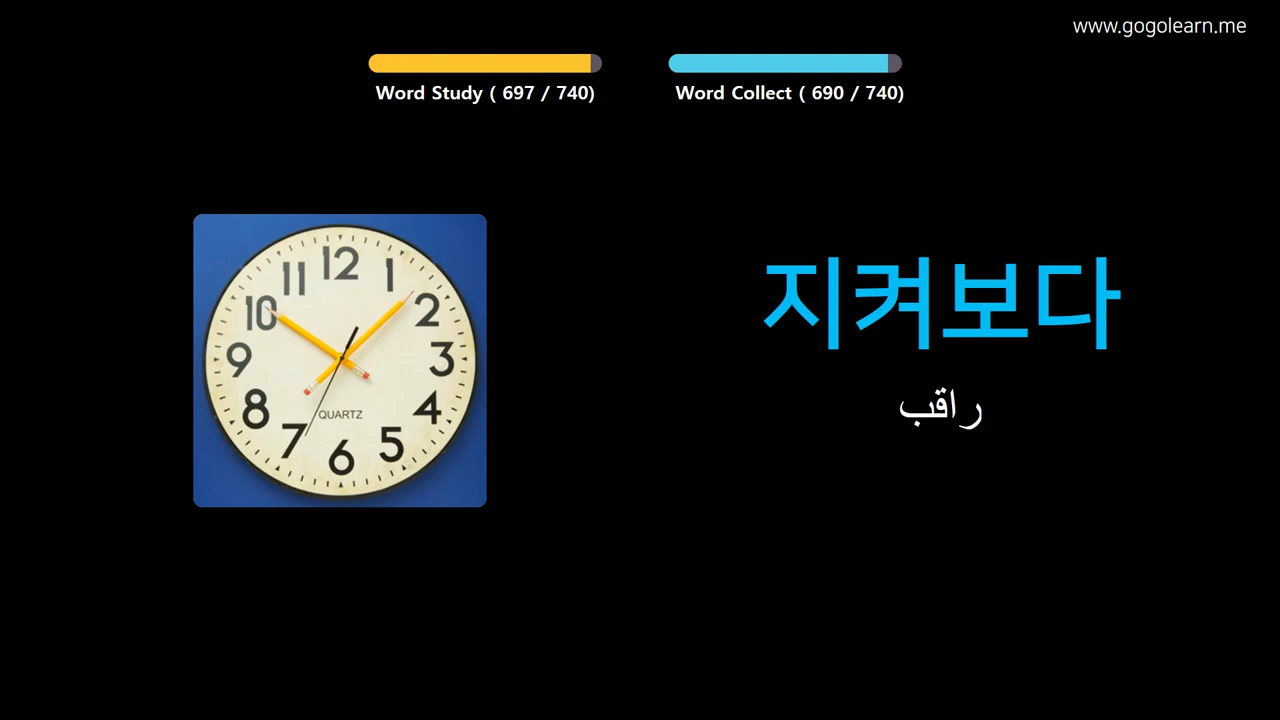 www.gogolearn.me
Word Study ( 697 / 740)
Word Collect ( 690 / 740)
12
1
2
3
4
5
6
7
8
9
10
11
QUARTZ
지켜보다
راقب